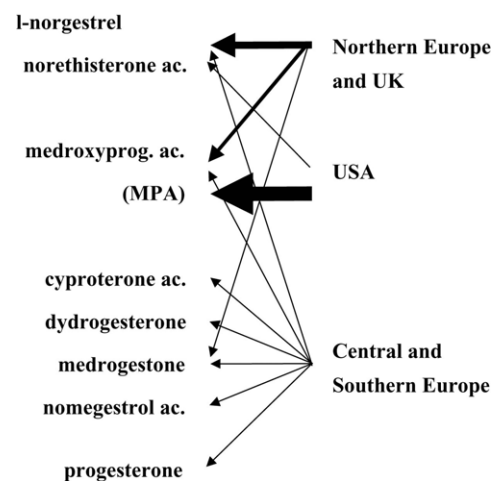 l-norgestrel
norethisterone ac.
medroxyprog. ac.
(MPA)
cyproterone ac.
dydrogesterone
medrogestone
nomegestrol ac.
progesterone
Northern Europe
and UK
USA
Central and
Southern Europe